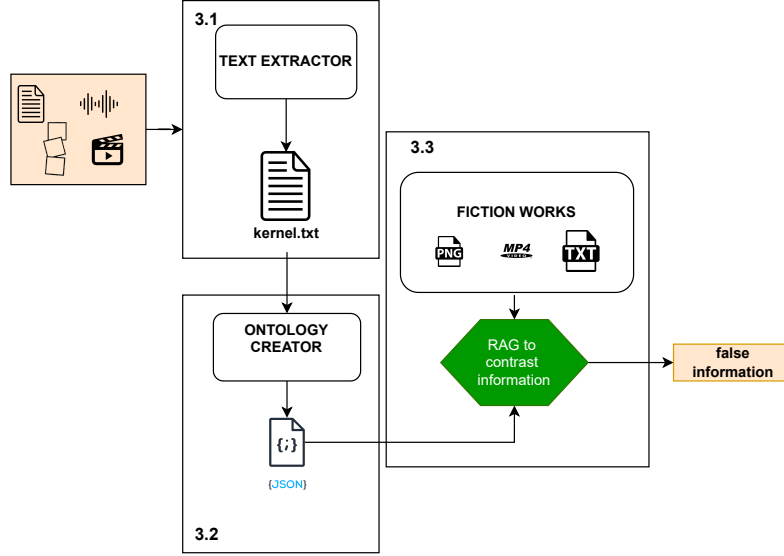 3.1
TEXT EXTRACTOR
kernel.txt
3.3
FICTION WORKS
PNG
MP4
VIDEO
TXT
ONTOLOGY
CREATOR
RAG to
contrast
information
false
information
{;}
{JSON}
3.2